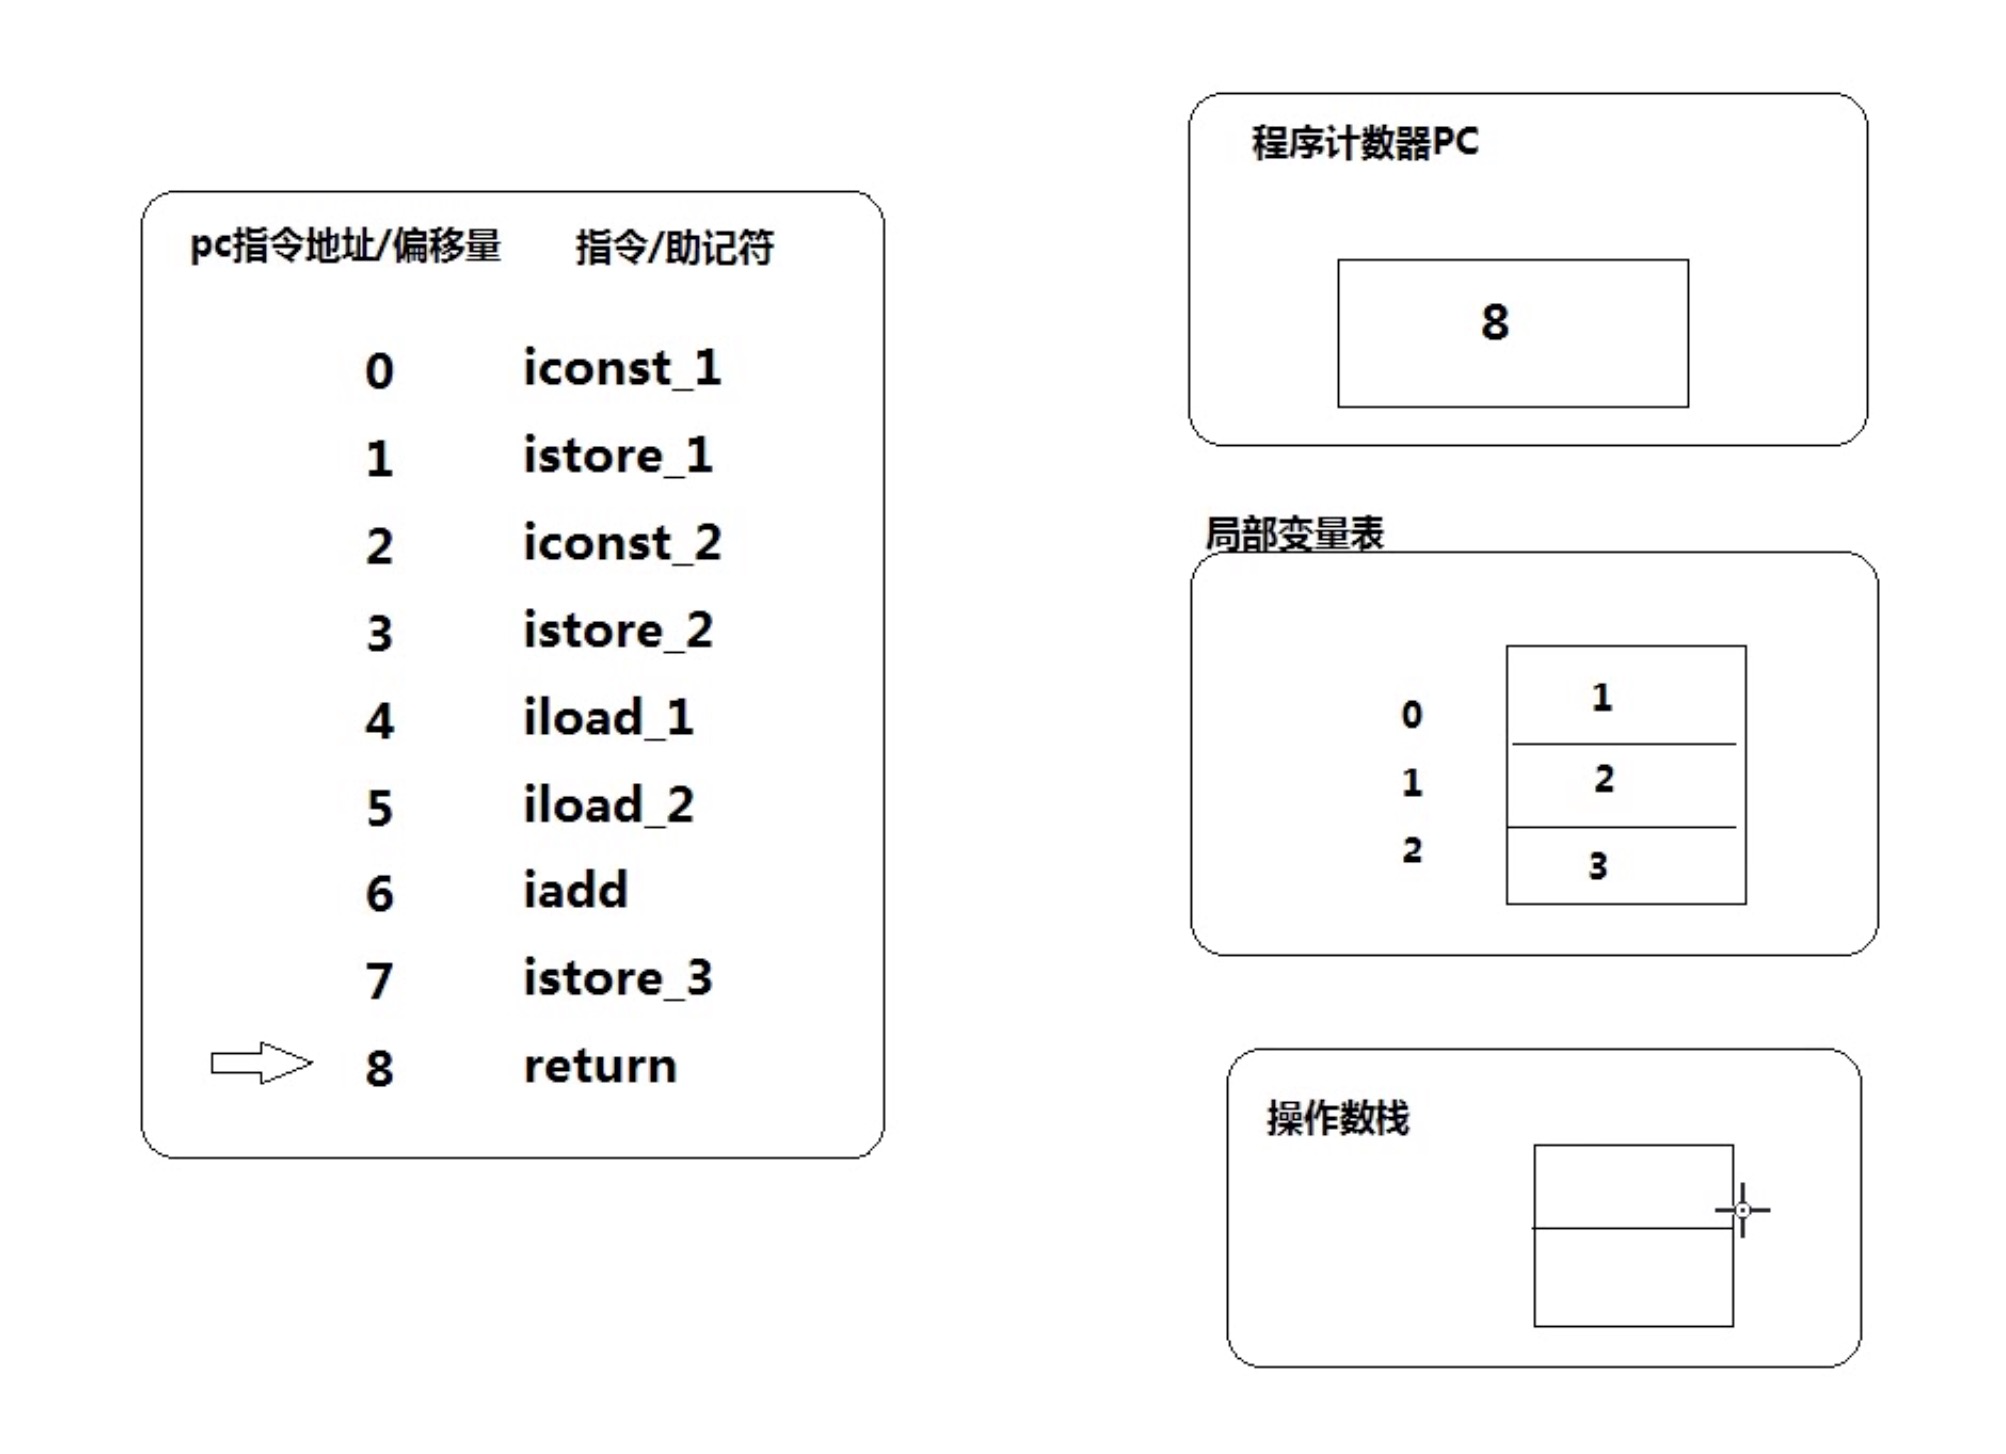 pc指令地址/偏移量 指令/助记符
0 iconst_1
1 istore_1
2 iconst_2
3 istore_2
4 iload_1
5 iload_2
6 iadd
7 istore_3
8 return
程序计数器PC
8
局部变量表
0 1
1 2
2 3
操作数栈